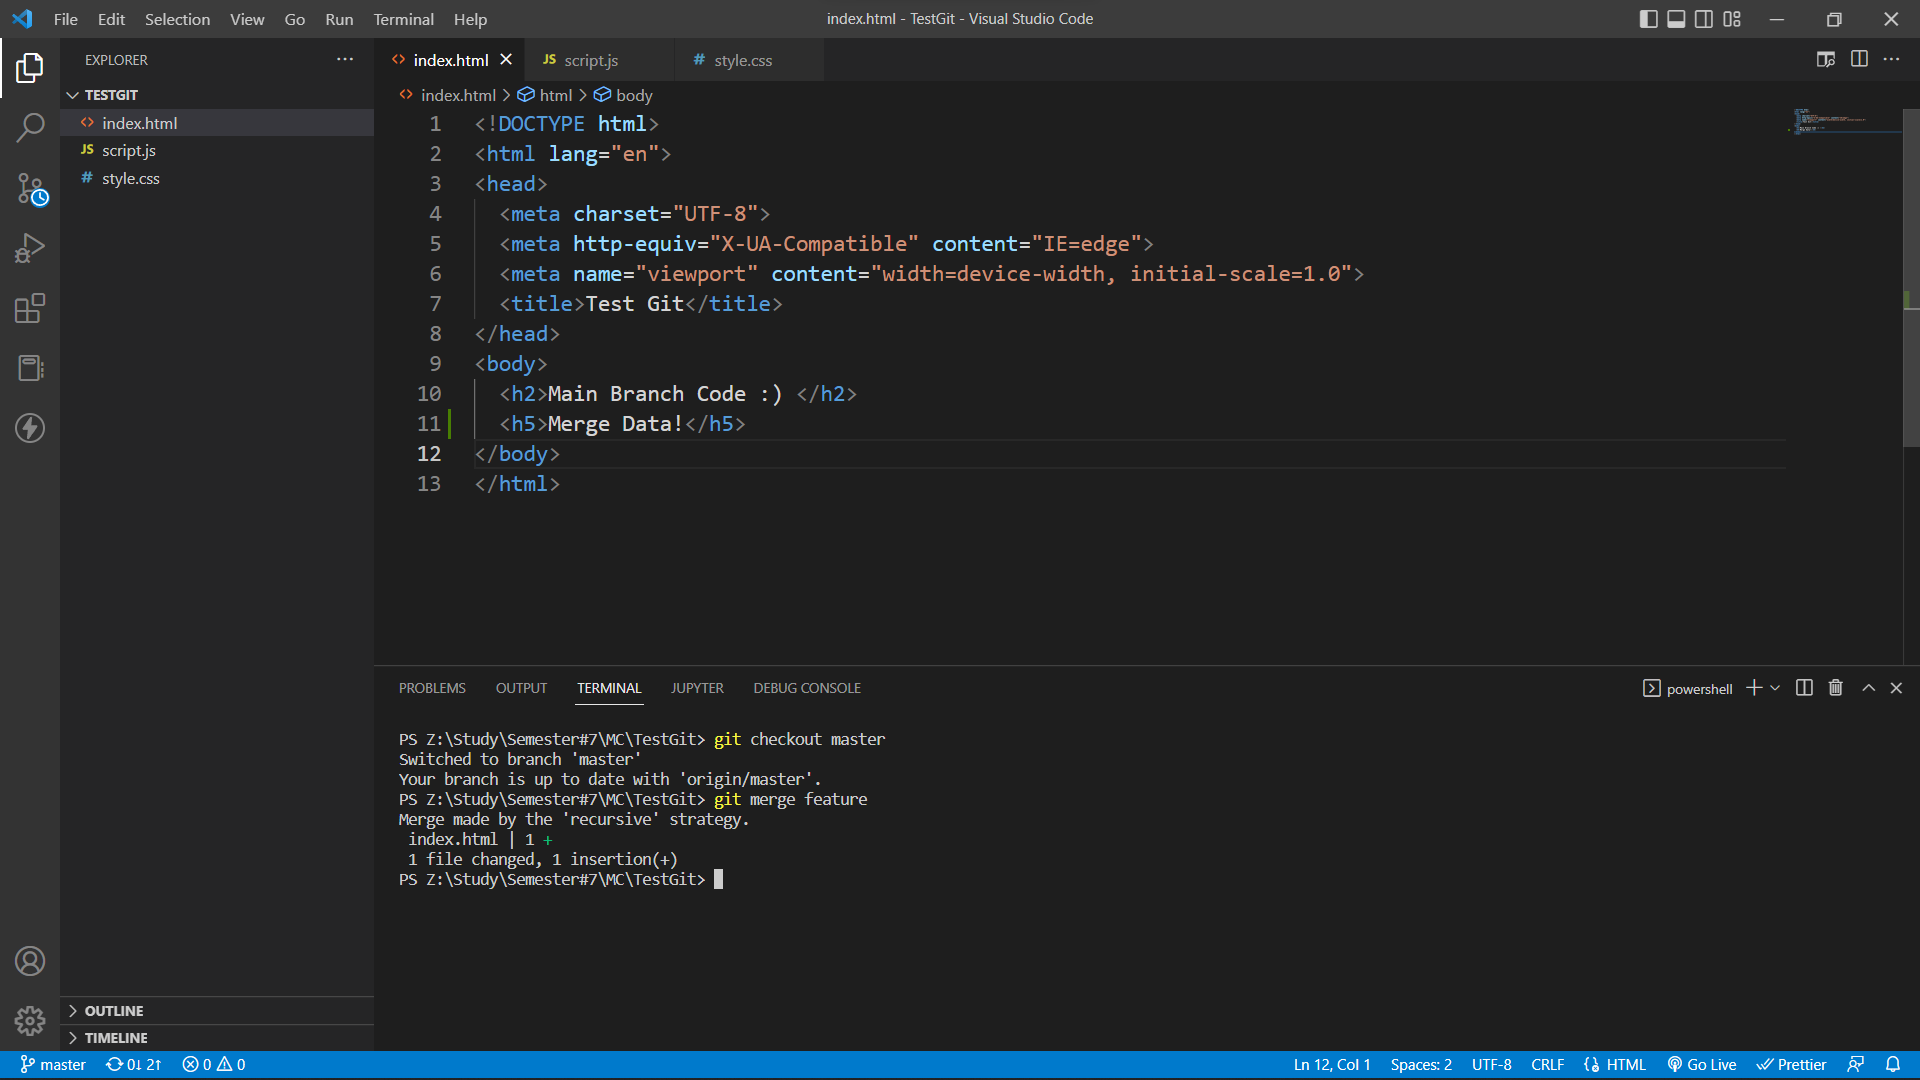 File Edit Selection View Go Run Terminal Help
index.html - TestGit - Visual Studio Code
EXPLORER
TESTGIT
index.html
JS script.js
# style.css
index.html
JS script.js
# style.css
index.html > html > body
1 <!DOCTYPE html>
2 <html lang="en">
3 <head>
4 <meta charset="UTF-8">
5 <meta http-equiv="X-UA-Compatible" content="IE=edge">
6 <meta name="viewport" content="width=device-width, initial-scale=1.0">
7 <title>Test Git</title>
8 </head>
9 <body>
10 <h2>Main Branch Code :) </h2>
11 <h5>Merge Data!</h5>
12 </body>
13 </html>
PROBLEMS OUTPUT TERMINAL JUPYTER DEBUG CONSOLE
powershell
PS Z:\Study\Semester#7\MC\TestGit> git checkout master
Switched to branch 'master'
Your branch is up to date with 'origin/master'.
PS Z:\Study\Semester#7\MC\TestGit> git merge feature
Merge made by the 'recursive' strategy.
index.html | 1 +
1 file changed, 1 insertion(+)
PS Z:\Study\Semester#7\MC\TestGit>
OUTLINE
TIMELINE
master 0↓ 2↑ 0 0
Ln 12, Col 1 Spaces: 2 UTF-8 CRLF HTML Go Live Prettier